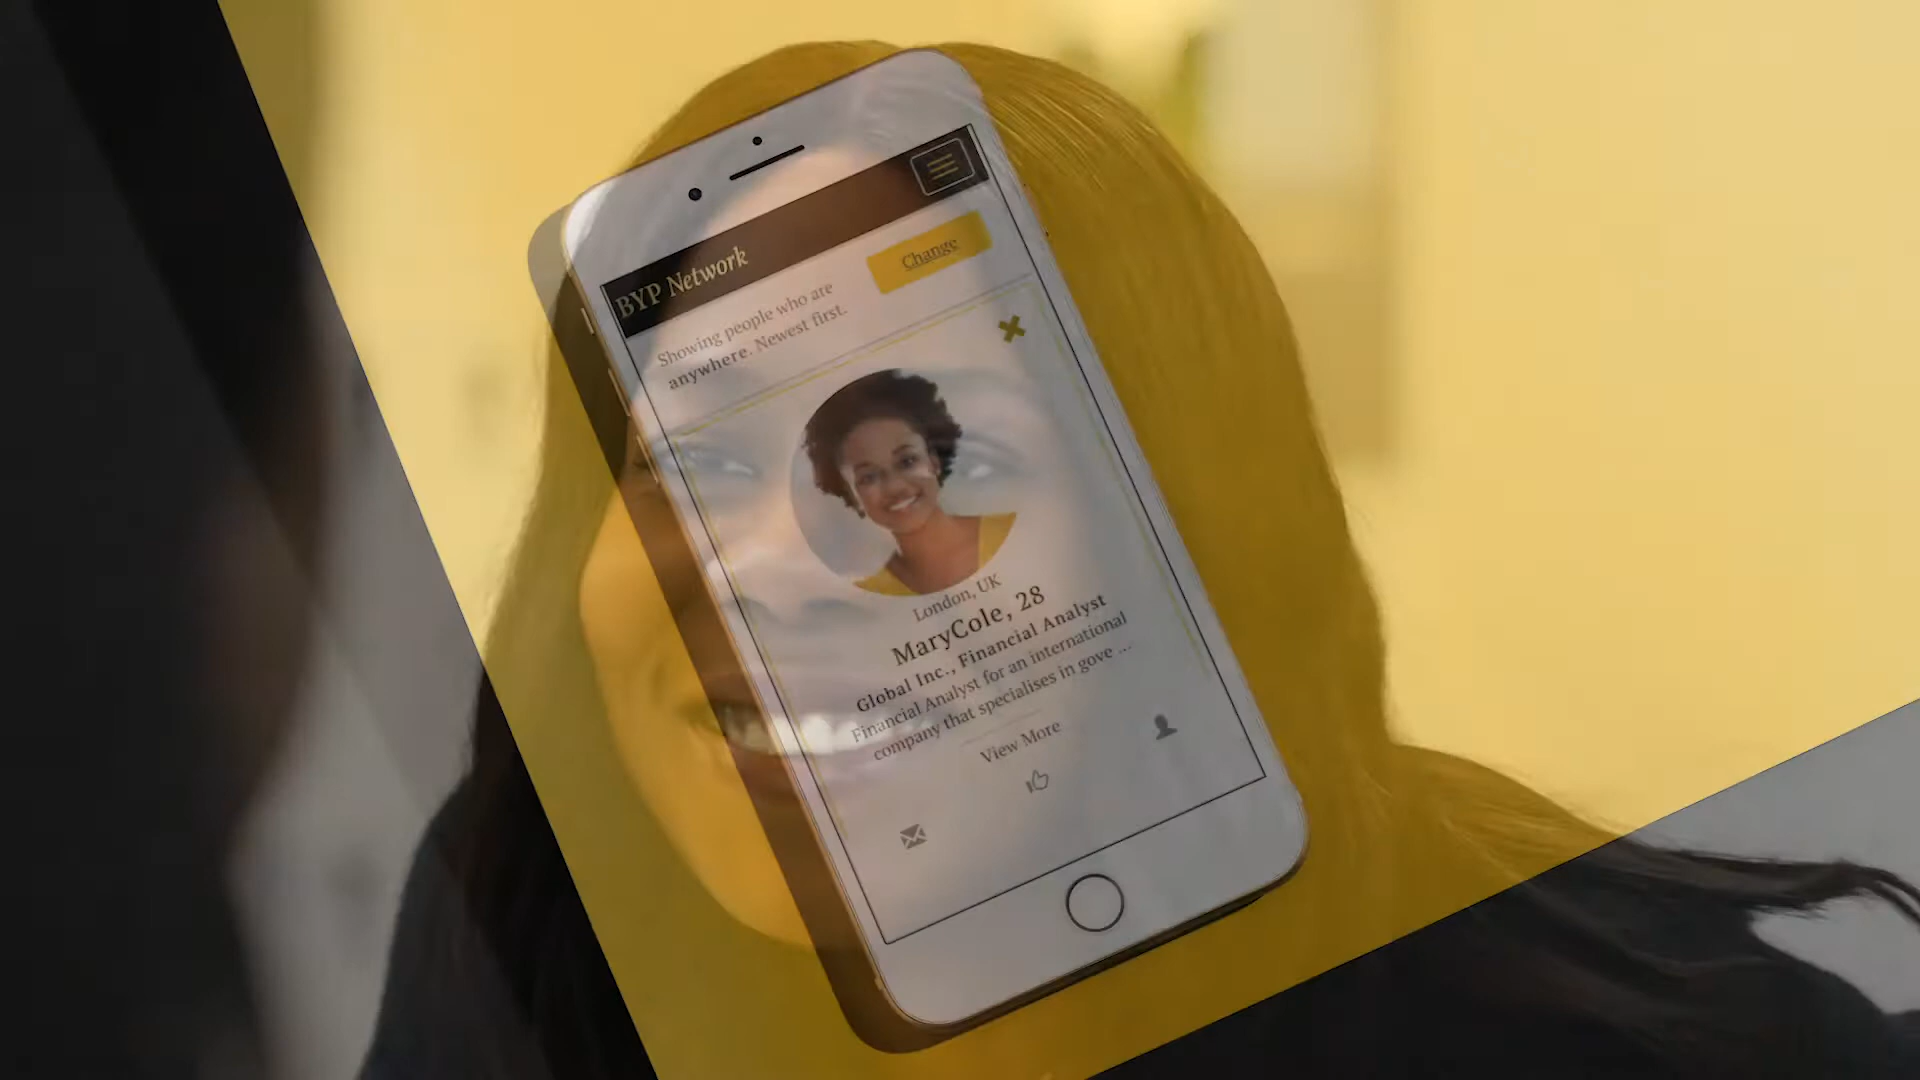 BYP Network
Showing people who are
anywhere. Newest first.
Change
London, UK
MaryCole, 28
Global Inc., Financial Analyst
Financial Analyst for an international
company that specialises in gove ...
View More